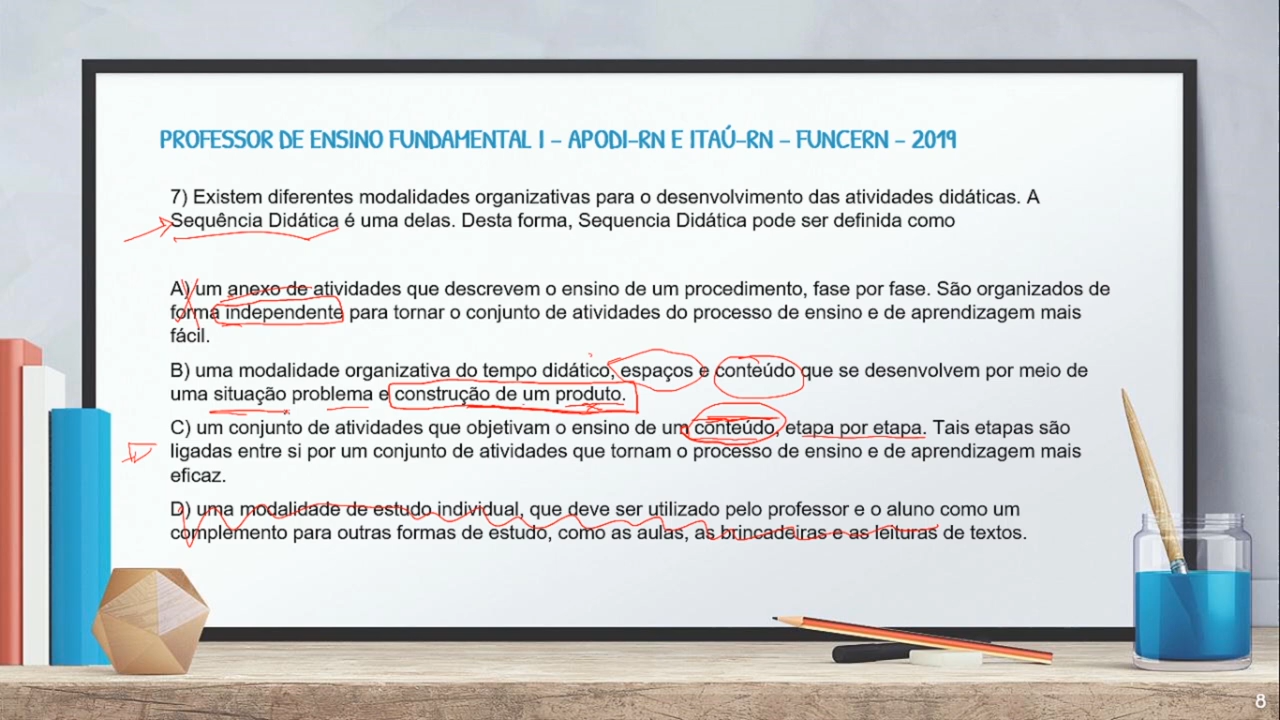 PROFESSOR DE ENSINO FUNDAMENTAL I – APODI-RN E ITAÚ-RN – FUNCERN – 2019
7) Existem diferentes modalidades organizativas para o desenvolvimento das atividades didáticas. A
Sequência Didática é uma delas. Desta forma, Sequencia Didática pode ser definida como
A) um anexo de atividades que descrevem o ensino de um procedimento, fase por fase. São organizados de
forma independente para tornar o conjunto de atividades do processo de ensino e de aprendizagem mais
fácil.
B) uma modalidade organizativa do tempo didático, espaços e conteúdo que se desenvolvem por meio de
uma situação problema e construção de um produto.
C) um conjunto de atividades que objetivam o ensino de um conteúdo, etapa por etapa. Tais etapas são
ligadas entre si por um conjunto de atividades que tornam o processo de ensino e de aprendizagem mais
eficaz.
D) uma modalidade de estudo individual, que deve ser utilizado pelo professor e o aluno como um
complemento para outras formas de estudo, como as aulas, as brincadeiras e as leituras de textos.
8